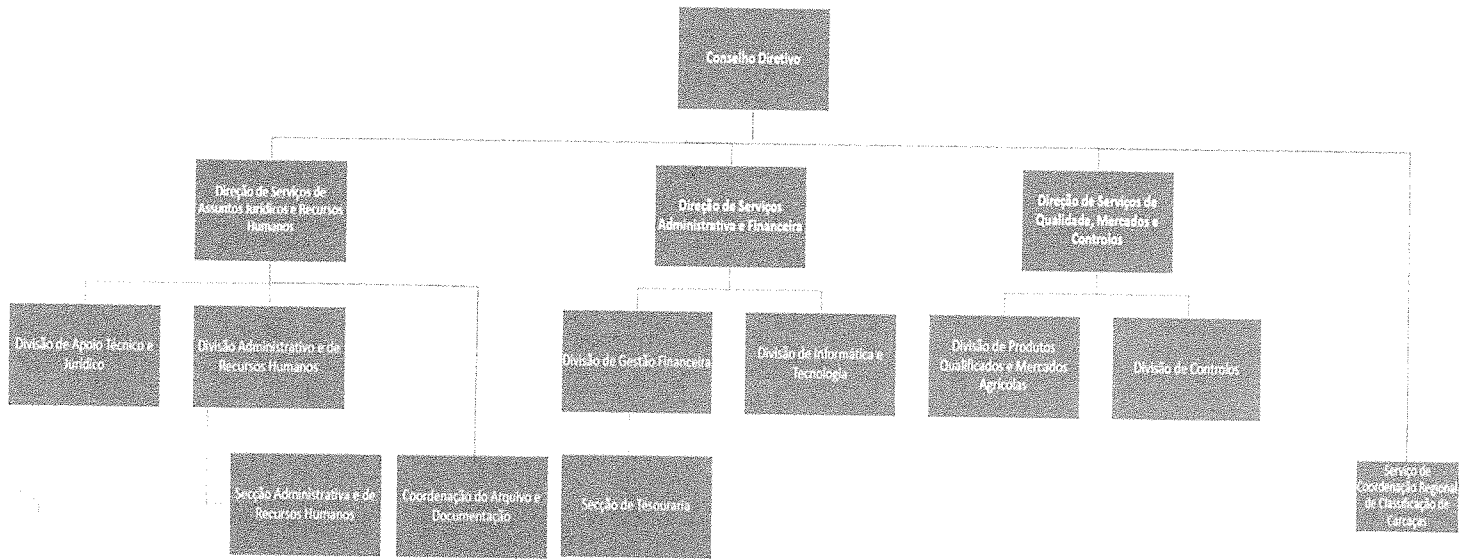 Conselho Diretivo
Direção de Serviços de
Assuntos Jurídicos e Recursos
Humanos
Direção de Serviços
Administrativa e Financeira
Direção de Serviços de
Qualidade, Mercados e
Controlos
Divisão de Apoio Técnico e
Jurídico
Divisão Administrativo e de
Recursos Humanos
Divisão de Gestão Financeira
Divisão de Informática e
Tecnologia
Divisão de Produtos
Qualificados e Mercados
Agrícolas
Divisão de Controlos
Secção Administrativa e de
Recursos Humanos
Coordenação do Arquivo e
Documentação
Secção de Tesouraria
Serviço de
Coordenação Regional
de Classificação de
Carcaças